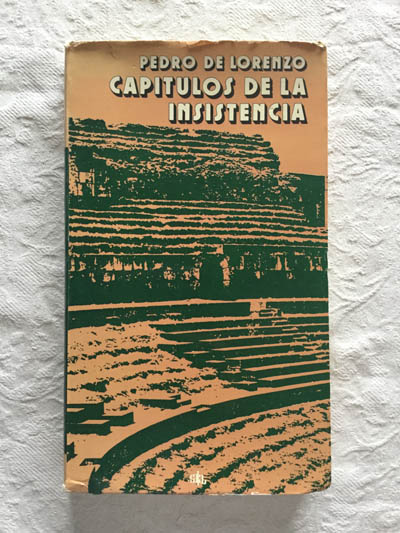 PEDRO DE LORENZO
CAPITULOS DE LA
INSISTENCIA